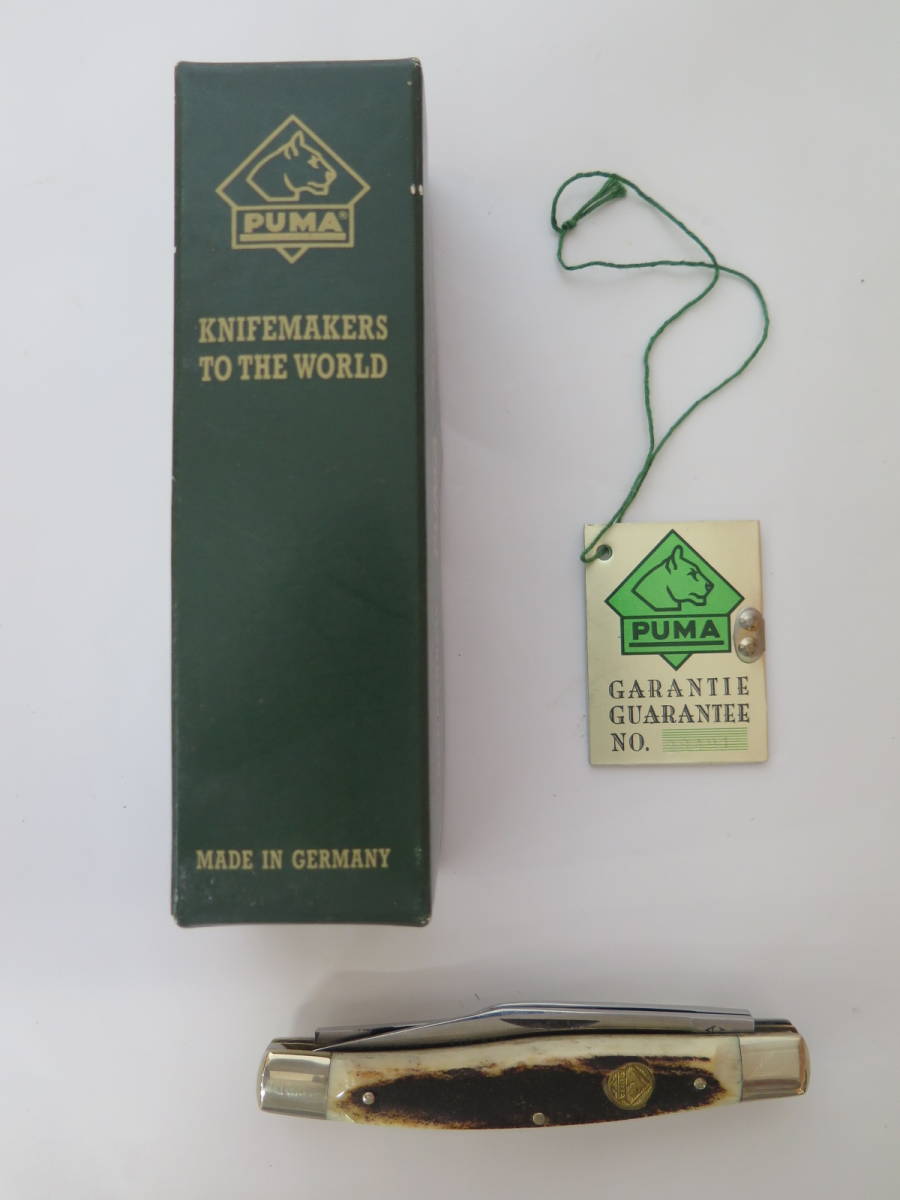 PUMA®
KNIFEMAKERS
TO THE WORLD
MADE IN GERMANY
PUMA
GARANTIE
GUARANTEE
NO.